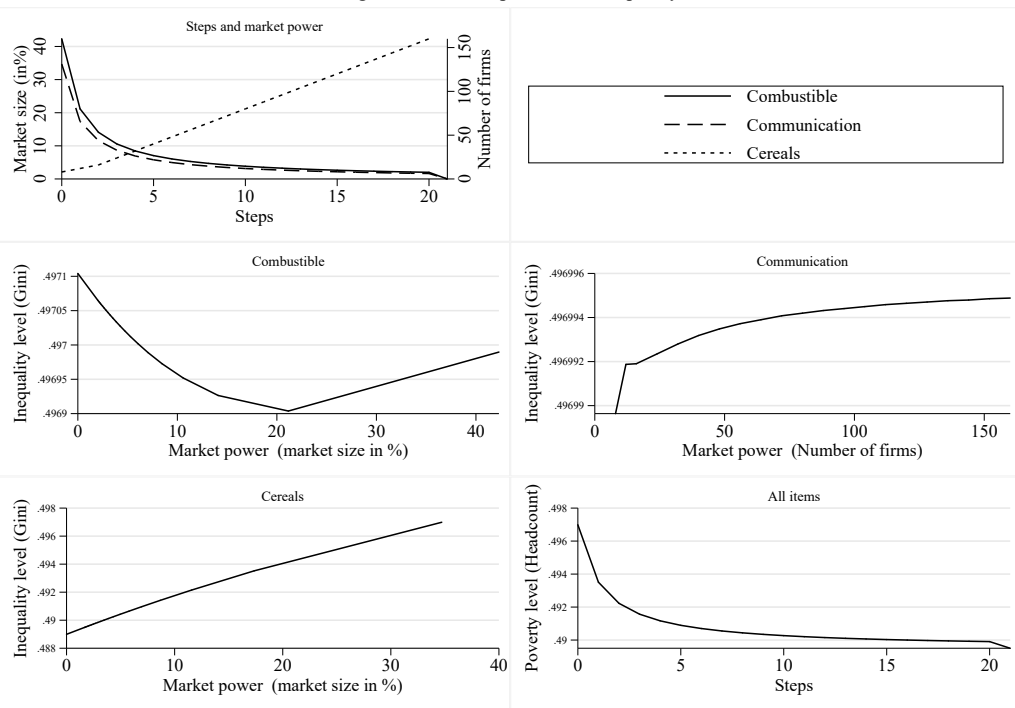 Steps and market power
Market size (in%)
0 10 20 30 40
Number of firms
0 50 100 150
0 5 10 15 20
Steps
Combustible
Communication
Cereals
Combustible
Inequality level (Gini)
.4971
.49705
.497
.49695
.4969
0 10 20 30 40
Market power (market size in %)
Communication
Inequality level (Gini)
.496996
.496994
.496992
.49699
0 50 100 150
Market power (Number of firms)
Cereals
Inequality level (Gini)
.498
.496
.494
.492
.49
.488
0 10 20 30 40
Market power (market size in %)
All items
Poverty level (Headcount)
.498
.496
.494
.492
.49
5 10 15 20
0
Steps